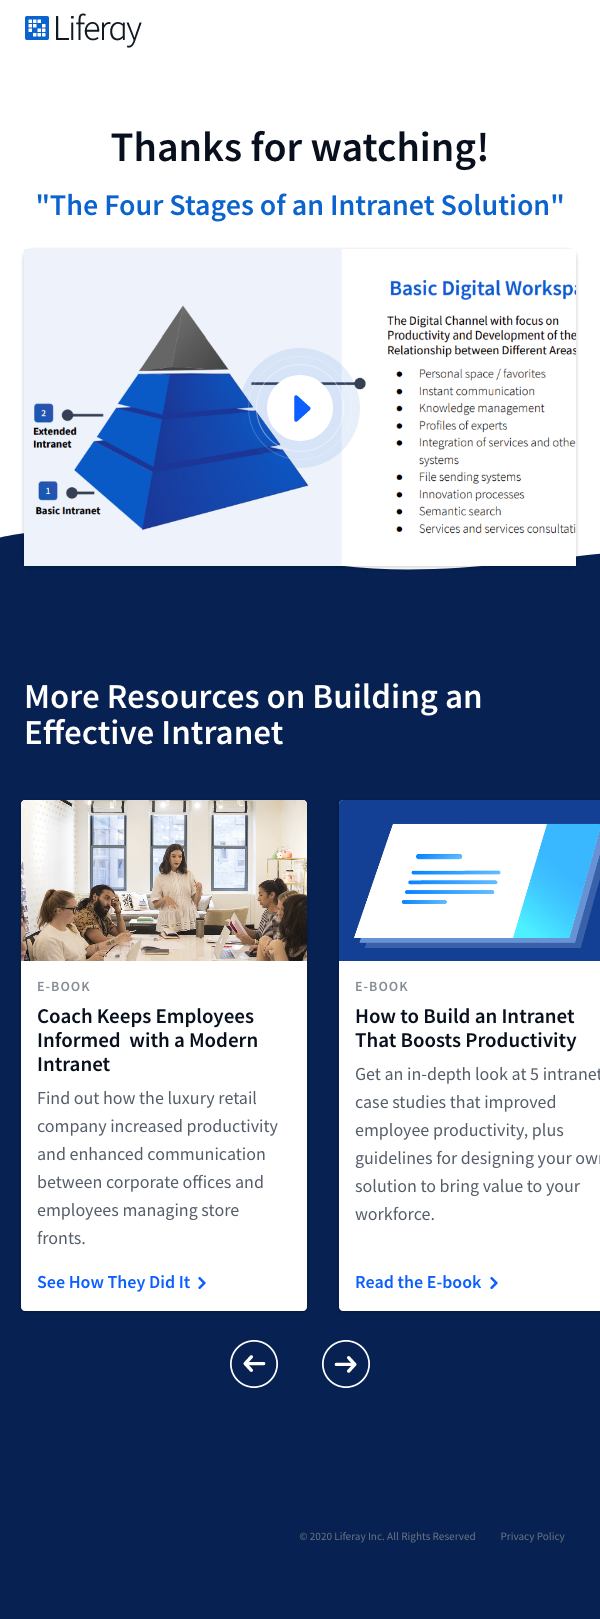 Liferay
Thanks for watching!
"The Four Stages of an Intranet Solution"
2
Extended
Intranet
1
Basic Intranet
Basic Digital Workspa
The Digital Channel with focus on
Productivity and Development of the
Relationship between Different Areas
● Personal space / favorites
● Instant communication
● Knowledge management
● Profiles of experts
● Integration of services and othe
systems
● File sending systems
● Innovation processes
● Semantic search
● Services and services consultati
More Resources on Building an
Effective Intranet
E-BOOK
Coach Keeps Employees
Informed  with a Modern
Intranet
Find out how the luxury retail
company increased productivity
and enhanced communication
between corporate offices and
employees managing store
fronts.
See How They Did It
E-BOOK
How to Build an Intranet
That Boosts Productivity
Get an in-depth look at 5 intranet
case studies that improved
employee productivity, plus
guidelines for designing your own
solution to bring value to your
workforce.
Read the E-book
© 2020 Liferay Inc. All Rights Reserved
Privacy Policy